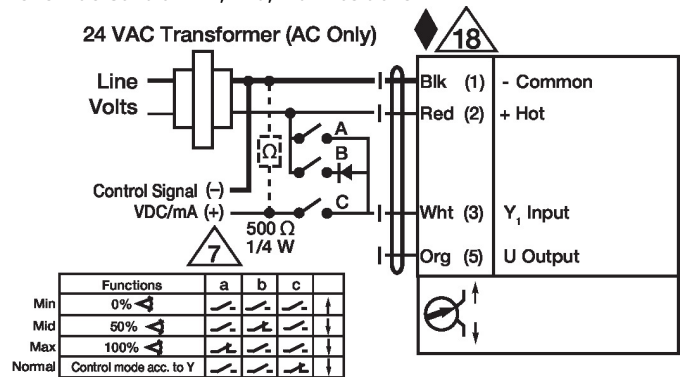 24 VAC Transformer (AC Only)
18
Line
Volts
Blk (1) - Common
Red (2) + Hot
A
B
C
Ω
Control Signal (–)
VDC/mA (+)
500 Ω
1/4 W
7
Wht (3) Y1 Input
Org (5) U Output
Functions a b c
Min 0%
Mid 50%
Max 100%
Normal Control mode acc. to Y